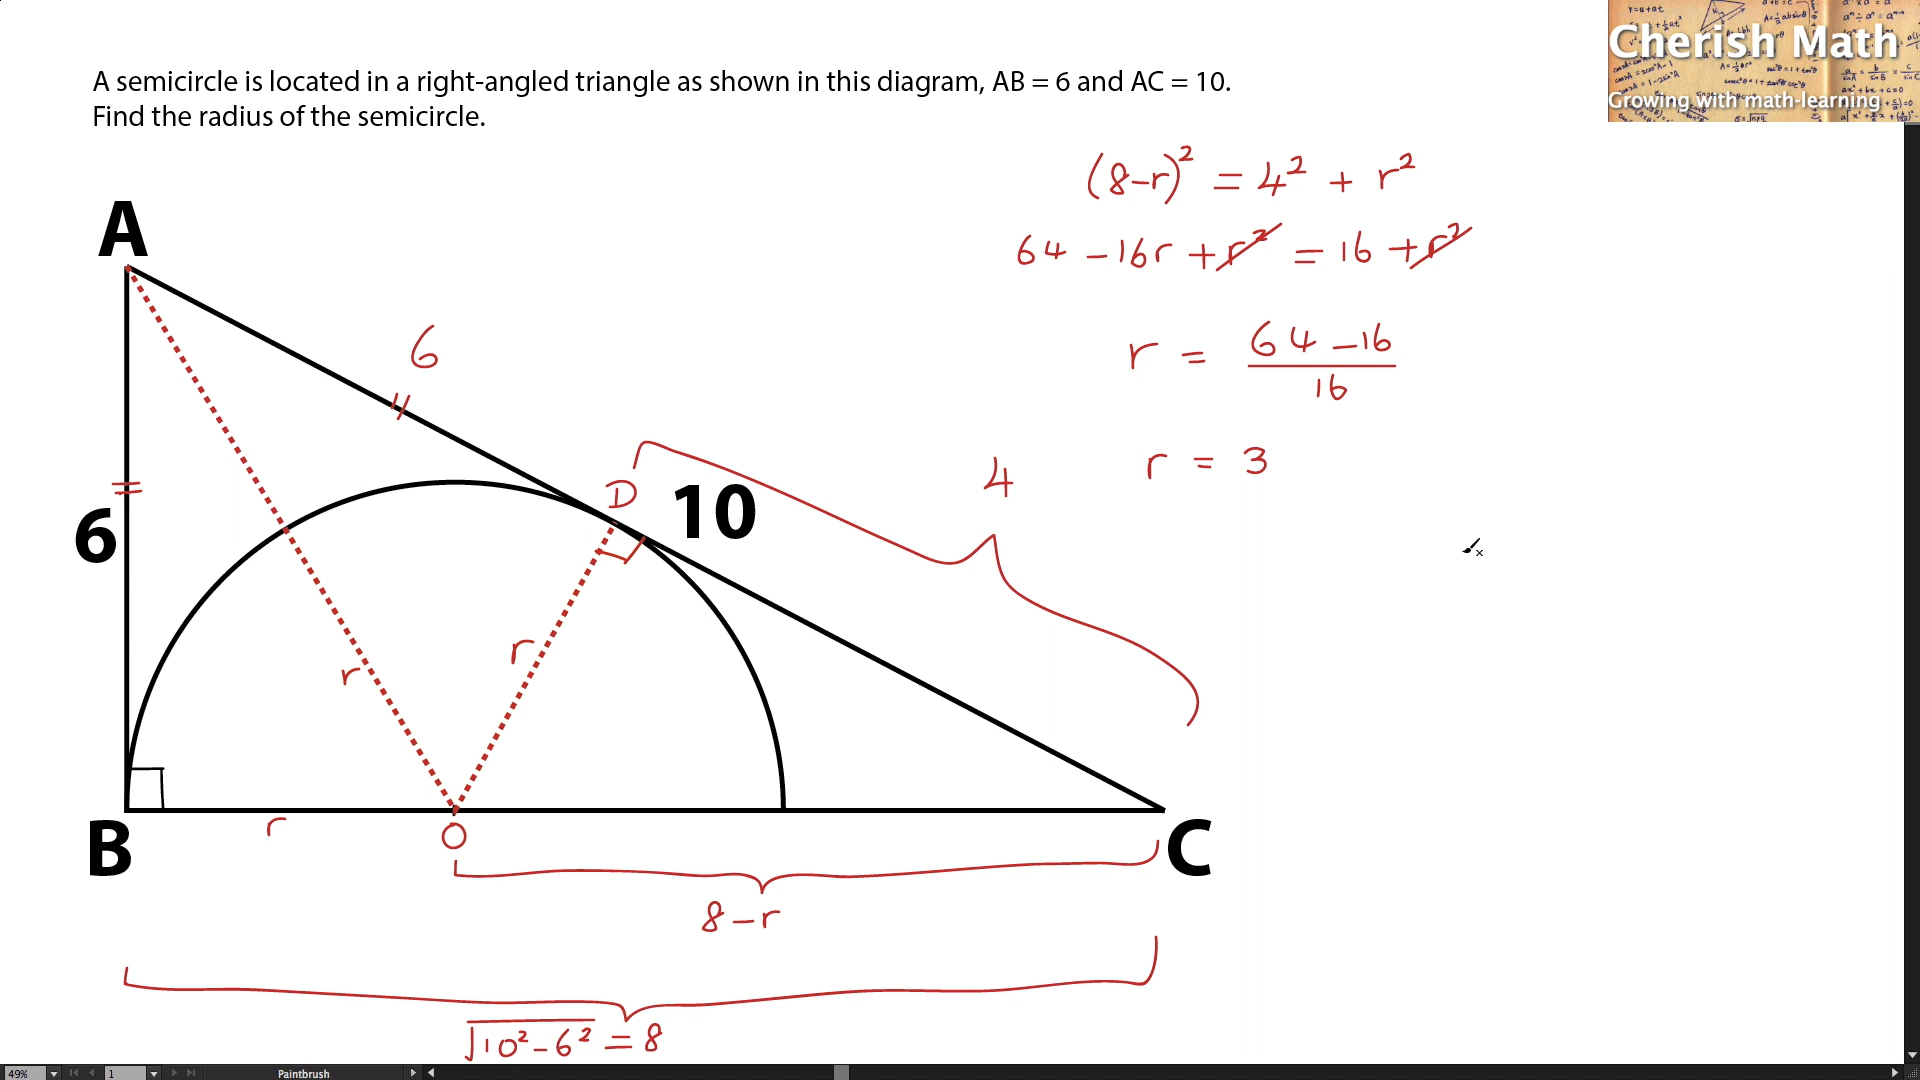 A semicircle is located in a right-angled triangle as shown in this diagram, AB = 6 and AC = 10.
Find the radius of the semicircle.
Cherish Math
Growing with math-learning
(8-r)² = 4² + r²
64 - 16r + r² = 16 + r²
r = 64 - 16
16
r = 3
A
6
4
D
10
6
r
r
B
r
O
C
8 - r
√10² - 6² = 8
49%
1
Paintbrush